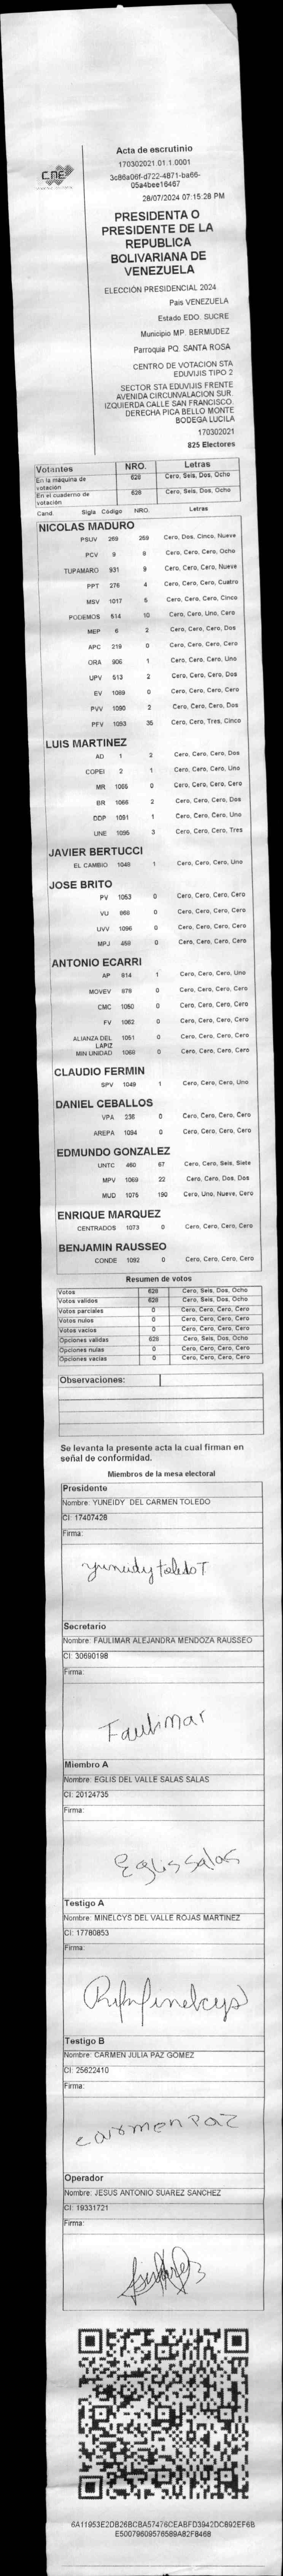 CNE
Acta de escrutinio
170302021.01.1.0001
3c86a06f-d722-4871-ba66-
05a4bee16467
28/07/2024 07:15:28 PM
PRESIDENTA O
PRESIDENTE DE LA
REPUBLICA
BOLIVARIANA DE
VENEZUELA
ELECCIÓN PRESIDENCIAL 2024
Pais VENEZUELA
Estado EDO. SUCRE
Municipio MP. BERMUDEZ
Parroquia PQ. SANTA ROSA
CENTRO DE VOTACION STA
EDUVIJIS TIPO 2
SECTOR STA EDUVIJIS FRENTE
AVENIDA CIRCUNVALACION SUR.
IZQUIERDA CALLE SAN FRANCISCO.
DERECHA PICA BELLO MONTE
BODEGA LUCILA
170302021
825 Electores
Votantes NRO. Letras
En la máquina de votación 628 Cero, Seis, Dos, Ocho
En el cuaderno de votación 628 Cero, Seis, Dos, Ocho
Cand. Sigla Código NRO. Letras
NICOLAS MADURO
PSUV 269 259 Cero, Dos, Cinco, Nueve
PCV 9 8 Cero, Cero, Cero, Ocho
TUPAMARO 931 9 Cero, Cero, Cero, Nueve
PPT 276 4 Cero, Cero, Cero, Cuatro
MSV 1017 5 Cero, Cero, Cero, Cinco
PODEMOS 514 10 Cero, Cero, Uno, Cero
MEP 6 2 Cero, Cero, Cero, Dos
APC 219 0 Cero, Cero, Cero, Cero
ORA 906 1 Cero, Cero, Cero, Uno
UPV 513 2 Cero, Cero, Cero, Dos
EV 1089 0 Cero, Cero, Cero, Cero
PVV 1090 2 Cero, Cero, Cero, Dos
PFV 1093 35 Cero, Cero, Tres, Cinco
LUIS MARTINEZ
AD 1 2 Cero, Cero, Cero, Dos
COPEI 2 1 Cero, Cero, Cero, Uno
MR 1065 0 Cero, Cero, Cero, Cero
BR 1066 2 Cero, Cero, Cero, Dos
DDP 1091 1 Cero, Cero, Cero, Uno
UNE 1095 3 Cero, Cero, Cero, Tres
JAVIER BERTUCCI
EL CAMBIO 1048 1 Cero, Cero, Cero, Uno
JOSE BRITO
PV 1053 0 Cero, Cero, Cero, Cero
VU 868 0 Cero, Cero, Cero, Cero
UVV 1096 0 Cero, Cero, Cero, Cero
MPJ 459 0 Cero, Cero, Cero, Cero
ANTONIO ECARRI
AP 914 1 Cero, Cero, Cero, Uno
MOVEV 978 0 Cero, Cero, Cero, Cero
CMC 1050 0 Cero, Cero, Cero, Cero
FV 1062 0 Cero, Cero, Cero, Cero
ALIANZA DEL LAPIZ 1051 0 Cero, Cero, Cero, Cero
MIN UNIDAD 1068 0 Cero, Cero, Cero, Cero
CLAUDIO FERMIN
SPV 1049 1 Cero, Cero, Cero, Uno
DANIEL CEBALLOS
VPA 236 0 Cero, Cero, Cero, Cero
AREPA 1094 0 Cero, Cero, Cero, Cero
EDMUNDO GONZALEZ
UNTC 460 67 Cero, Cero, Seis, Siete
MPV 1069 22 Cero, Cero, Dos, Dos
MUD 1075 190 Cero, Uno, Nueve, Cero
ENRIQUE MARQUEZ
CENTRADOS 1073 0 Cero, Cero, Cero, Cero
BENJAMIN RAUSSEO
CONDE 1092 0 Cero, Cero, Cero, Cero
Resumen de votos
Votos 628 Cero, Seis, Dos, Ocho
Votos validos 628 Cero, Seis, Dos, Ocho
Votos parciales 0 Cero, Cero, Cero, Cero
Votos nulos 0 Cero, Cero, Cero, Cero
Votos vacios 0 Cero, Cero, Cero, Cero
Opciones validas 628 Cero, Seis, Dos, Ocho
Opciones nulas 0 Cero, Cero, Cero, Cero
Opciones vacias 0 Cero, Cero, Cero, Cero
Observaciones:
Se levanta la presente acta la cual firman en
señal de conformidad.
Miembros de la mesa electoral
Presidente
Nombre: YUNEIDY DEL CARMEN TOLEDO
CI: 17407426
Firma:
yuneidy toledo T
Secretario
Nombre: FAULIMAR ALEJANDRA MENDOZA RAUSSEO
CI: 30690198
Firma:
Faulimar
Miembro A
Nombre: EGLIS DEL VALLE SALAS SALAS
CI: 20124735
Firma:
Eglis Salas
Testigo A
Nombre: MINELCYS DEL VALLE ROJAS MARTINEZ
CI: 17780853
Firma:
Testigo B
Nombre: CARMEN JULIA PAZ GOMEZ
CI: 25622410
Firma:
carmen Paz
Operador
Nombre: JESUS ANTONIO SUAREZ SANCHEZ
CI: 19331721
Firma:
6A11953E2DB26BCBA57476CEABFD3942DC892EF6B
E50079609576589A82F8468